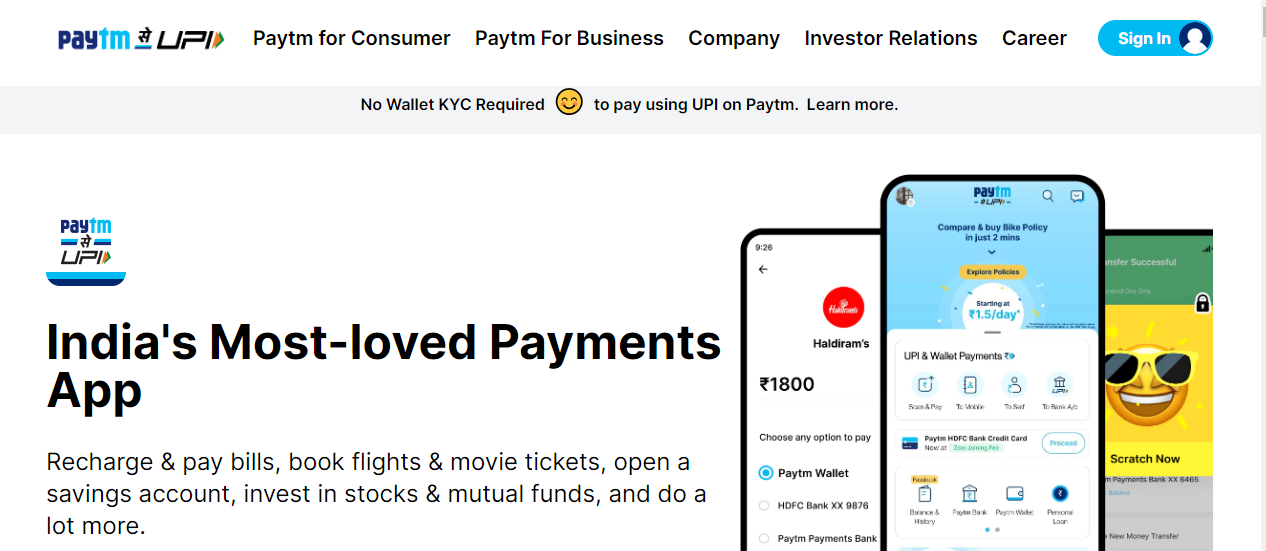 paytm से UPI
Paytm for Consumer
Paytm For Business
Company
Investor Relations
Career
Sign In
No Wallet KYC Required 😊 to pay using UPI on Paytm. Learn more.
paytm
से
UPI
India's Most-loved Payments
App
Recharge & pay bills, book flights & movie tickets, open a
savings account, invest in stocks & mutual funds, and do a
lot more.
9:26
Haldiram's
Haldiram's
₹1800
Choose any option to pay
Paytm Wallet
HDFC Bank XX 9876
Paytm Payments Bank
paytm
से UPI
Compare & buy Bike Policy
in just 2 mins
Explore Policies
Starting at
₹1.5/day*
UPI & Wallet Payments
Scan & Pay
To Mobile
To Self
To Bank A/c
Paytm HDFC Bank Credit Card
Now at Zero Joining Fee
Proceed
Passbook
Balance &
History
Paytm Bank
Paytm Wallet
Personal
Loan
nsfer Successful
ndred One Only
Scratch Now
m Payments Bank XX 6465
Balance
New Money Transfer